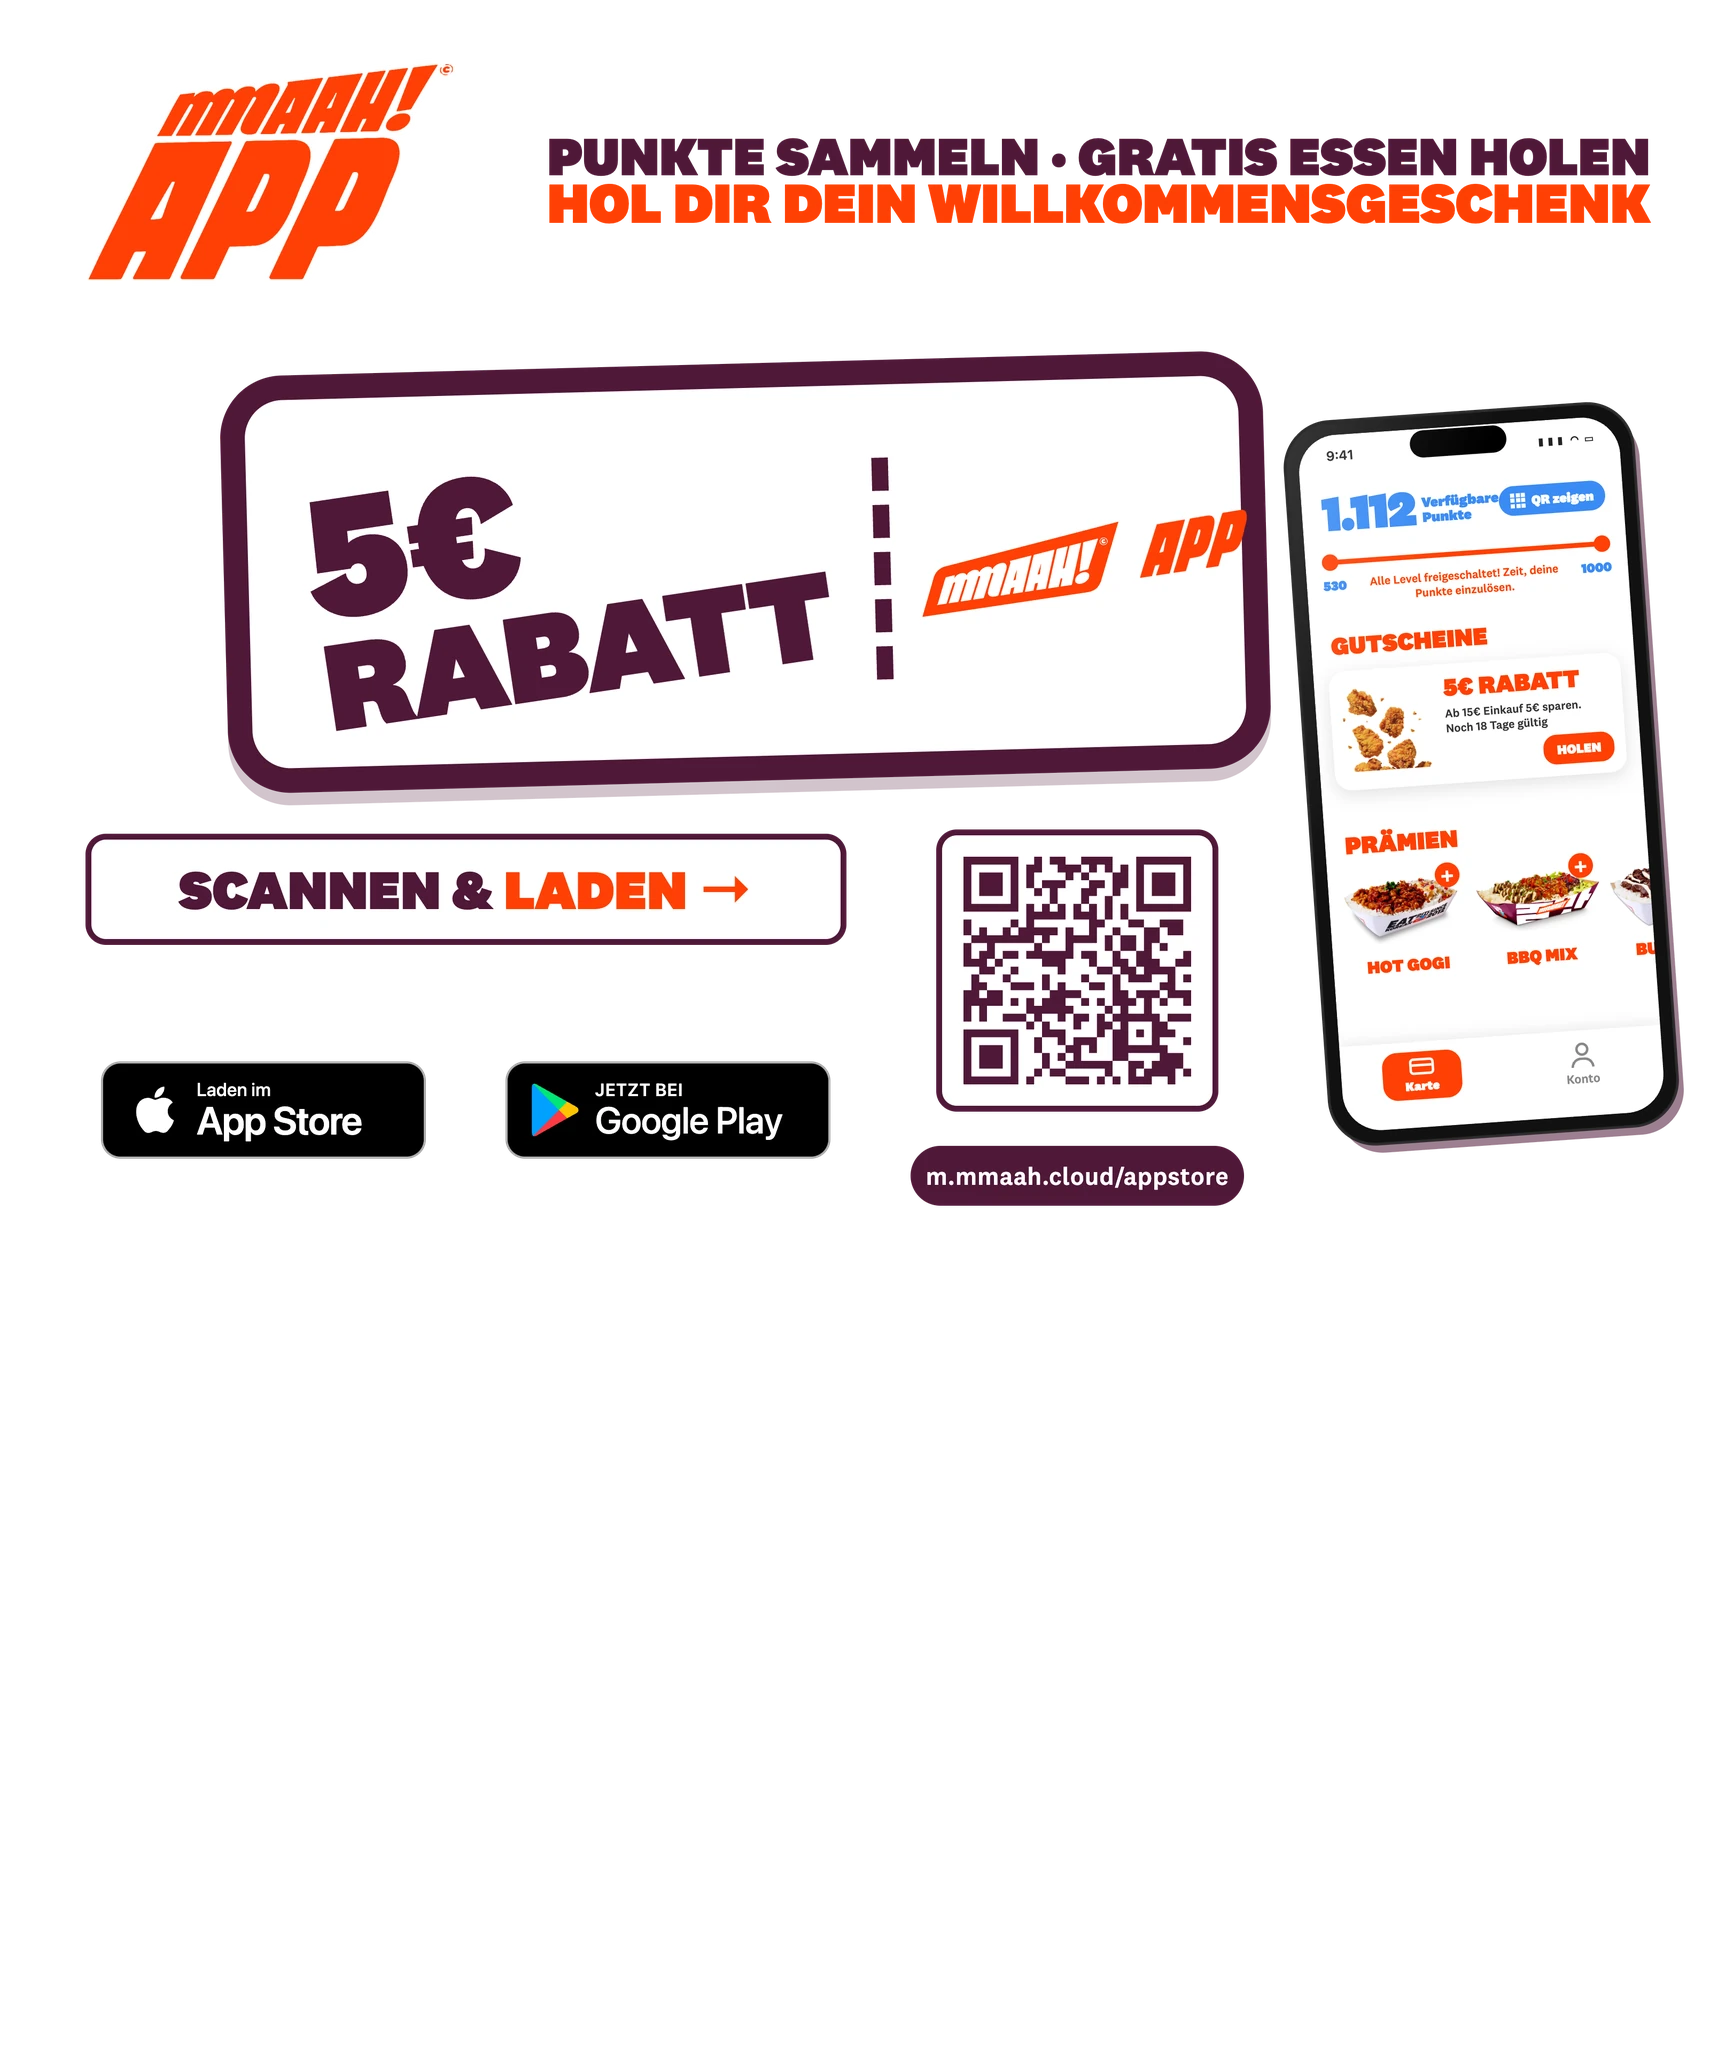 mmAAH!©
APP
PUNKTE SAMMELN • GRATIS ESSEN HOLEN
HOL DIR DEIN WILLKOMMENSGESCHENK
5€
RABATT
mmAAH!©
APP
SCANNEN & LADEN →
Laden im
App Store
JETZT BEI
Google Play
m.mmaah.cloud/appstore
9:41
1.112
Verfügbare
Punkte
QR zeigen
530
Alle Level freigeschaltet! Zeit, deine
Punkte einzulösen.
1000
GUTSCHEINE
5€ RABATT
Ab 15€ Einkauf 5€ sparen.
Noch 18 Tage gültig
HOLEN
PRÄMIEN
EAT
HOT GOGI
BBQ MIX
BU
Karte
Konto